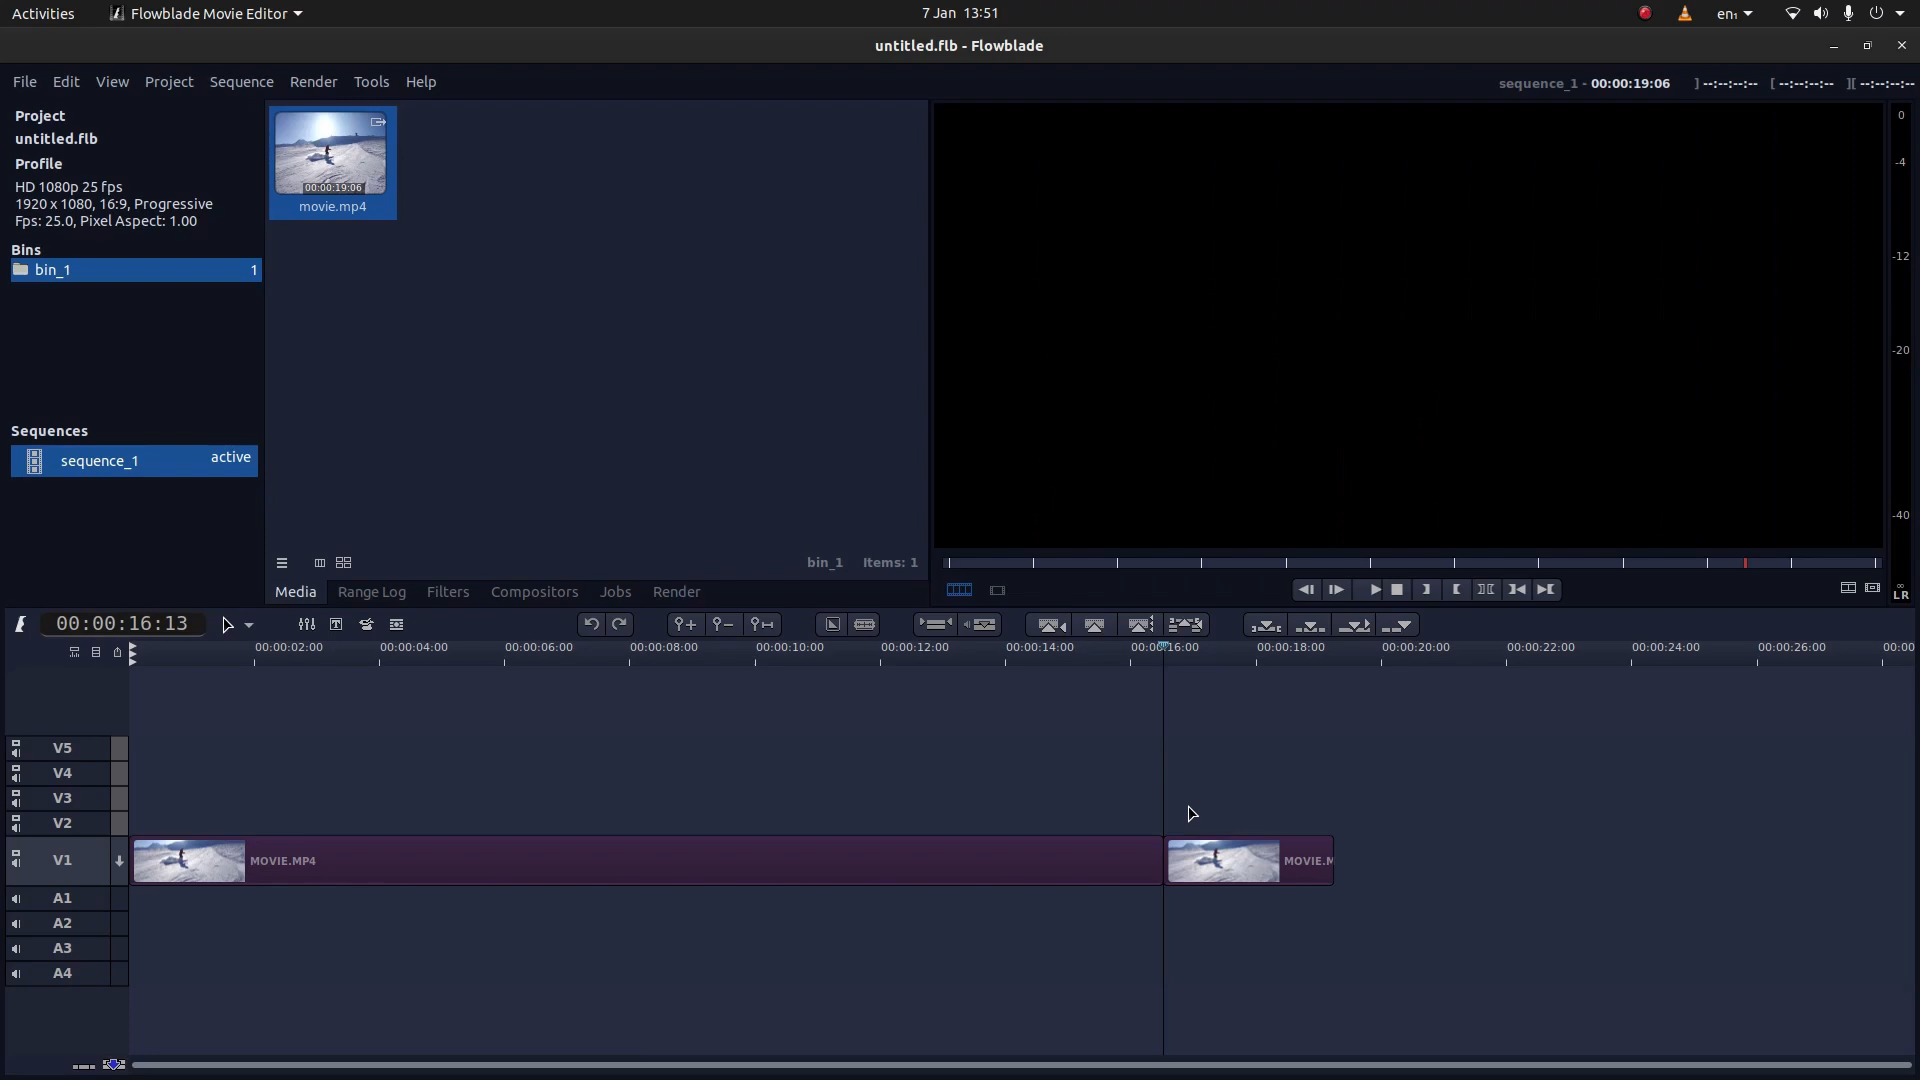 Activities Flowblade Movie Editor 7 Jan 13:51 en₁
untitled.flb - Flowblade
File Edit View Project Sequence Render Tools Help sequence_1 - 00:00:19:06 ] --:--:--:-- [ --:--:--:-- ][ --:--:--:--
Project
untitled.flb
Profile
HD 1080p 25 fps
1920 x 1080, 16:9, Progressive
Fps: 25.0, Pixel Aspect: 1.00
Bins
bin_1 1
Sequences
sequence_1 active
00:00:19:06
movie.mp4
bin_1 Items: 1
Media Range Log Filters Compositors Jobs Render
0
-4
-12
-20
-40
∞
L R
00:00:16:13
00:00:02:00 00:00:04:00 00:00:06:00 00:00:08:00 00:00:10:00 00:00:12:00 00:00:14:00 00:00:16:00 00:00:18:00 00:00:20:00 00:00:22:00 00:00:24:00 00:00:26:00 00:00
V5
V4
V3
V2
V1 MOVIE.MP4 MOVIE.M
A1
A2
A3
A4